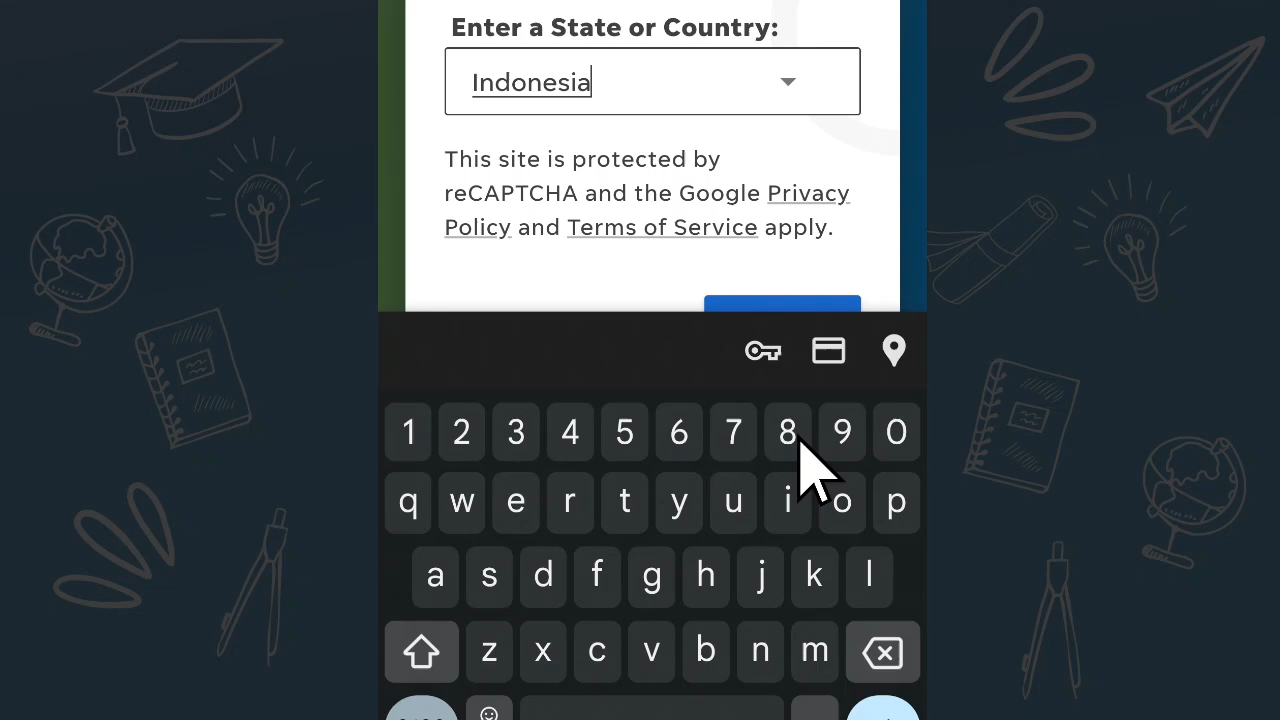 Enter a State or Country:
Indonesia
This site is protected by
reCAPTCHA and the Google Privacy
Policy and Terms of Service apply.
1 2 3 4 5 6 7 8 9 0
q w e r t y u i o p
a s d f g h j k l
z x c v b n m